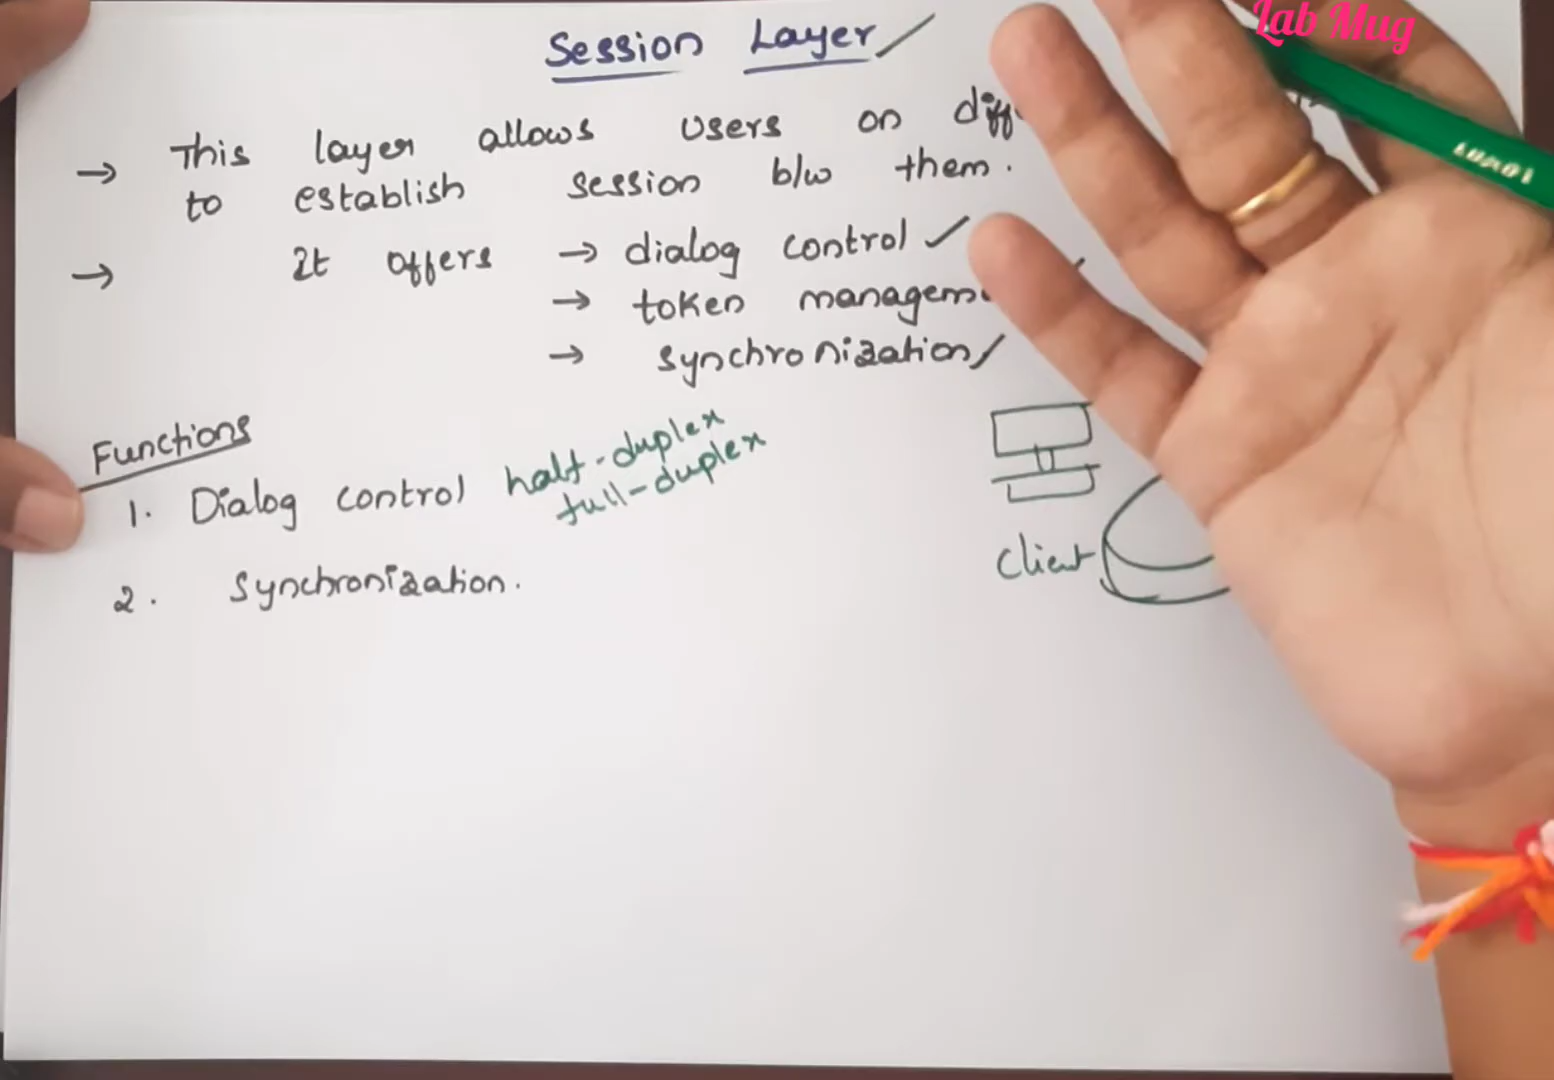 Lab Mug
Session Layer
→ This layer allows users on
to establish session b/w them.
→ It offers → dialog control ✓
→ token
→ synchronization
Functions
1. Dialog control half-duplex
full-duplex
2. Synchronization.
Client